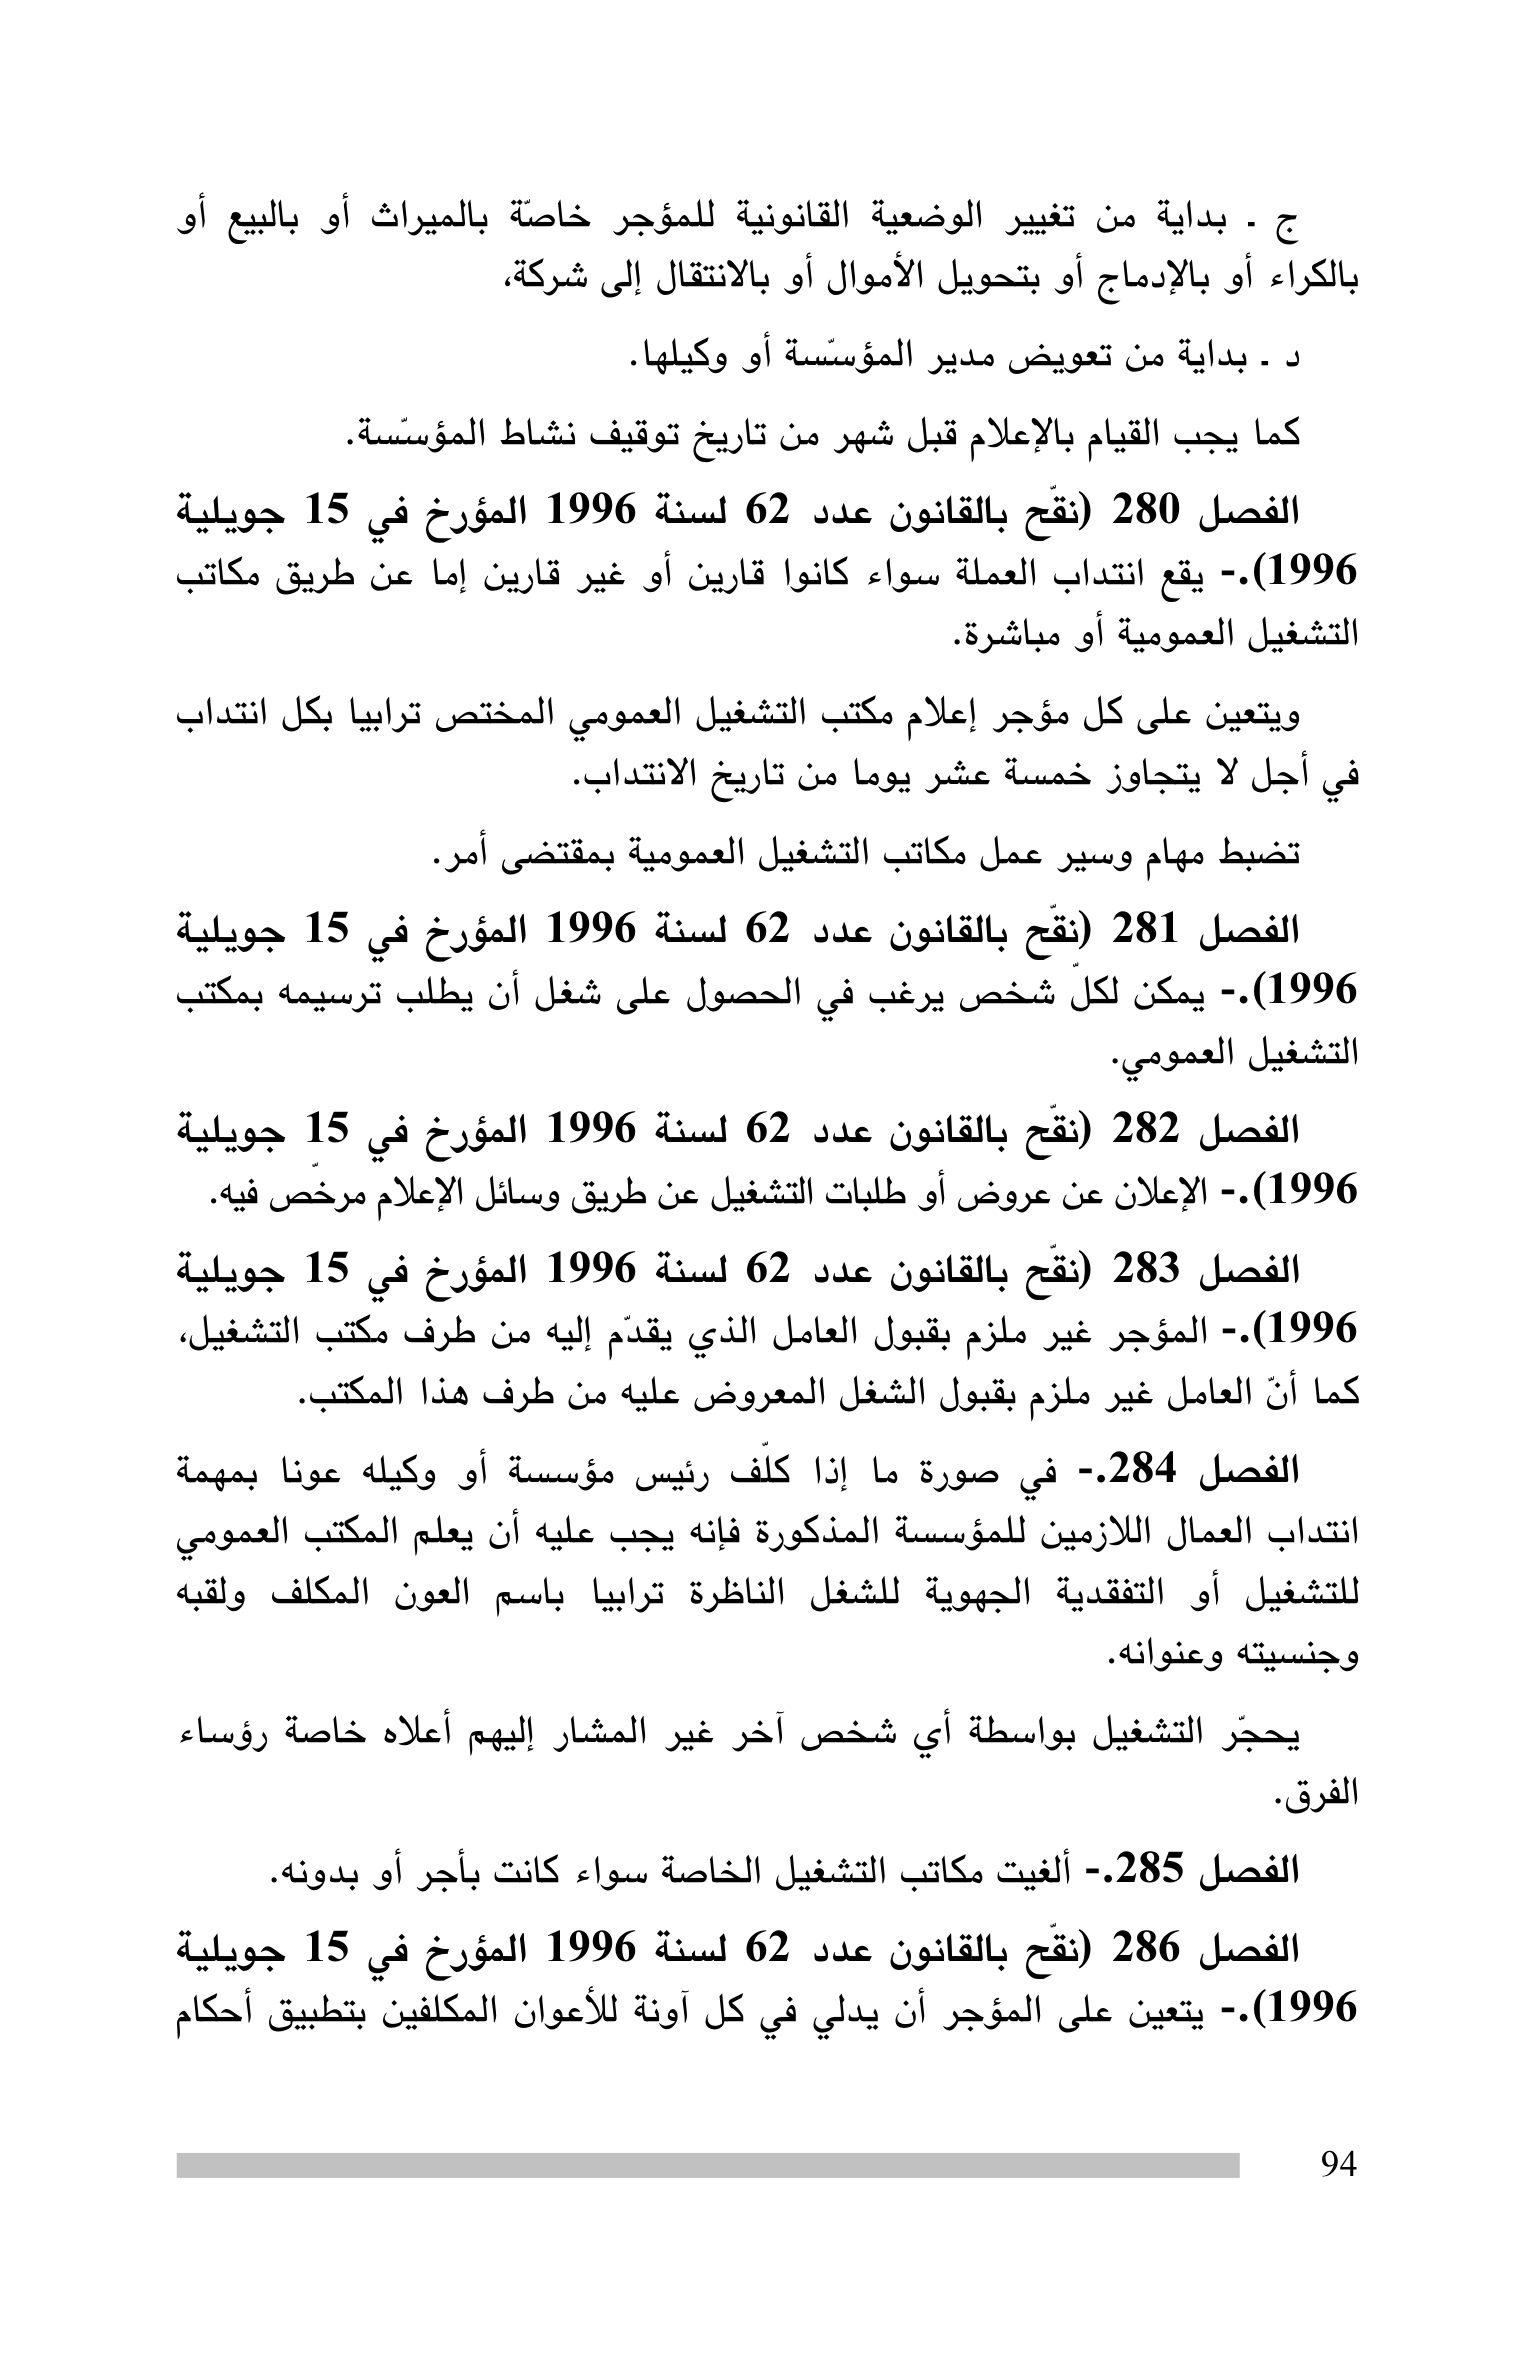 ج ـ بداية من تغيير الوضعية القانونية للمؤجر خاصّة بالميراث أو بالبيع أو
بالكراء أو بالإدماج أو بتحويل الأموال أو بالانتقال إلى شركة،
د ـ بداية من تعويض مدير المؤسّسة أو وكيلها.
كما يجب القيام بالإعلام قبل شهر من تاريخ توقيف نشاط المؤسّسة.
الفصل 280 (نقّح بالقانون عدد 62 لسنة 1996 المؤرخ في 15 جويلية
1996).- يقع انتداب العملة سواء كانوا قارين أو غير قارين إما عن طريق مكاتب
التشغيل العمومية أو مباشرة.
ويتعين على كل مؤجر إعلام مكتب التشغيل العمومي المختص ترابيا بكل انتداب
في أجل لا يتجاوز خمسة عشر يوما من تاريخ الانتداب.
تضبط مهام وسير عمل مكاتب التشغيل العمومية بمقتضى أمر.
الفصل 281 (نقّح بالقانون عدد 62 لسنة 1996 المؤرخ في 15 جويلية
1996).- يمكن لكلّ شخص يرغب في الحصول على شغل أن يطلب ترسيمه بمكتب
التشغيل العمومي.
الفصل 282 (نقّح بالقانون عدد 62 لسنة 1996 المؤرخ في 15 جويلية
1996).- الإعلان عن عروض أو طلبات التشغيل عن طريق وسائل الإعلام مرخّص فيه.
الفصل 283 (نقّح بالقانون عدد 62 لسنة 1996 المؤرخ في 15 جويلية
1996).- المؤجر غير ملزم بقبول العامل الذي يقدّم إليه من طرف مكتب التشغيل،
كما أنّ العامل غير ملزم بقبول الشغل المعروض عليه من طرف هذا المكتب.
الفصل 284.- في صورة ما إذا كلّف رئيس مؤسسة أو وكيله عونا بمهمة
انتداب العمال اللازمين للمؤسسة المذكورة فإنه يجب عليه أن يعلم المكتب العمومي
للتشغيل أو التفقدية الجهوية للشغل الناظرة ترابيا باسم العون المكلف ولقبه
وجنسيته وعنوانه.
يحجّر التشغيل بواسطة أي شخص آخر غير المشار إليهم أعلاه خاصة رؤساء
الفرق.
الفصل 285.- ألغيت مكاتب التشغيل الخاصة سواء كانت بأجر أو بدونه.
الفصل 286 (نقّح بالقانون عدد 62 لسنة 1996 المؤرخ في 15 جويلية
1996).- يتعين على المؤجر أن يدلي في كل آونة للأعوان المكلفين بتطبيق أحكام
94